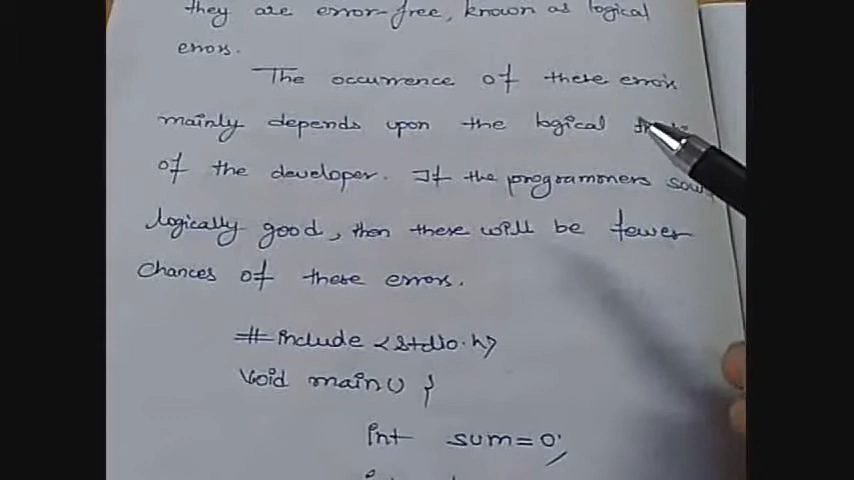 they are error-free, known as logical
errors.
The occurrence of these errors
mainly depends upon the logical
of the developer. If the programmers
logically good, then there will be fewer
chances of these errors.
#include <stdio.h>
Void main() {
int sum=0;